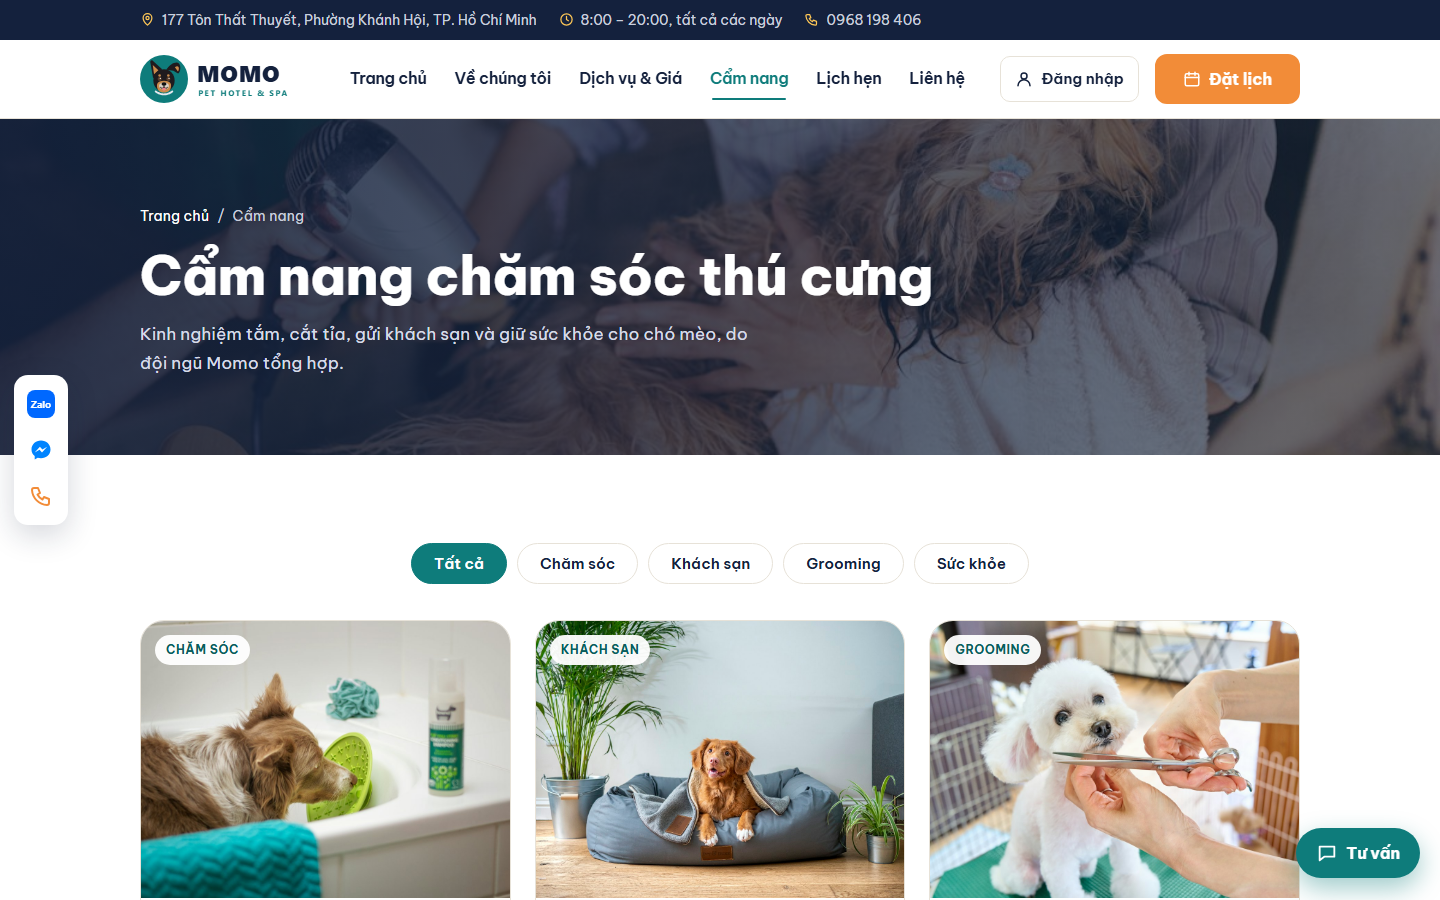 177 Tôn Thất Thuyết, Phường Khánh Hội, TP. Hồ Chí Minh
8:00 – 20:00, tất cả các ngày
0968 198 406
MOMO
PET HOTEL & SPA
Trang chủ
Về chúng tôi
Dịch vụ & Giá
Cẩm nang
Lịch hẹn
Liên hệ
Đăng nhập
Đặt lịch
Trang chủ / Cẩm nang
Cẩm nang chăm sóc thú cưng
Kinh nghiệm tắm, cắt tỉa, gửi khách sạn và giữ sức khỏe cho chó mèo, do
đội ngũ Momo tổng hợp.
Zalo
Tất cả
Chăm sóc
Khách sạn
Grooming
Sức khỏe
CHĂM SÓC
KHÁCH SẠN
GROOMING
Tư vấn